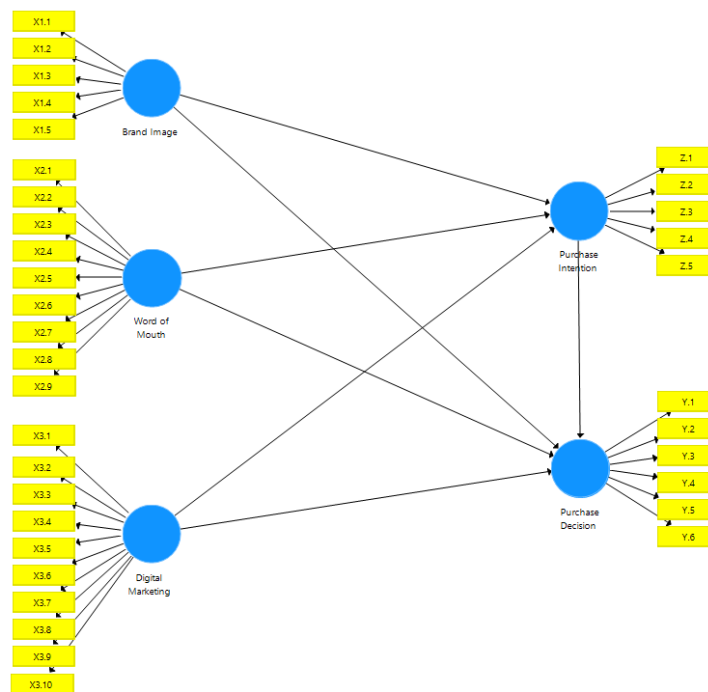 X1.1
X1.2
X1.3
X1.4
X1.5
Brand Image
X2.1
X2.2
X2.3
X2.4
X2.5
X2.6
X2.7
X2.8
X2.9
Word of
Mouth
X3.1
X3.2
X3.3
X3.4
X3.5
X3.6
X3.7
X3.8
X3.9
X3.10
Digital
Marketing
Z.1
Z.2
Z.3
Z.4
Z.5
Purchase
Intention
Y.1
Y.2
Y.3
Y.4
Y.5
Y.6
Purchase
Decision